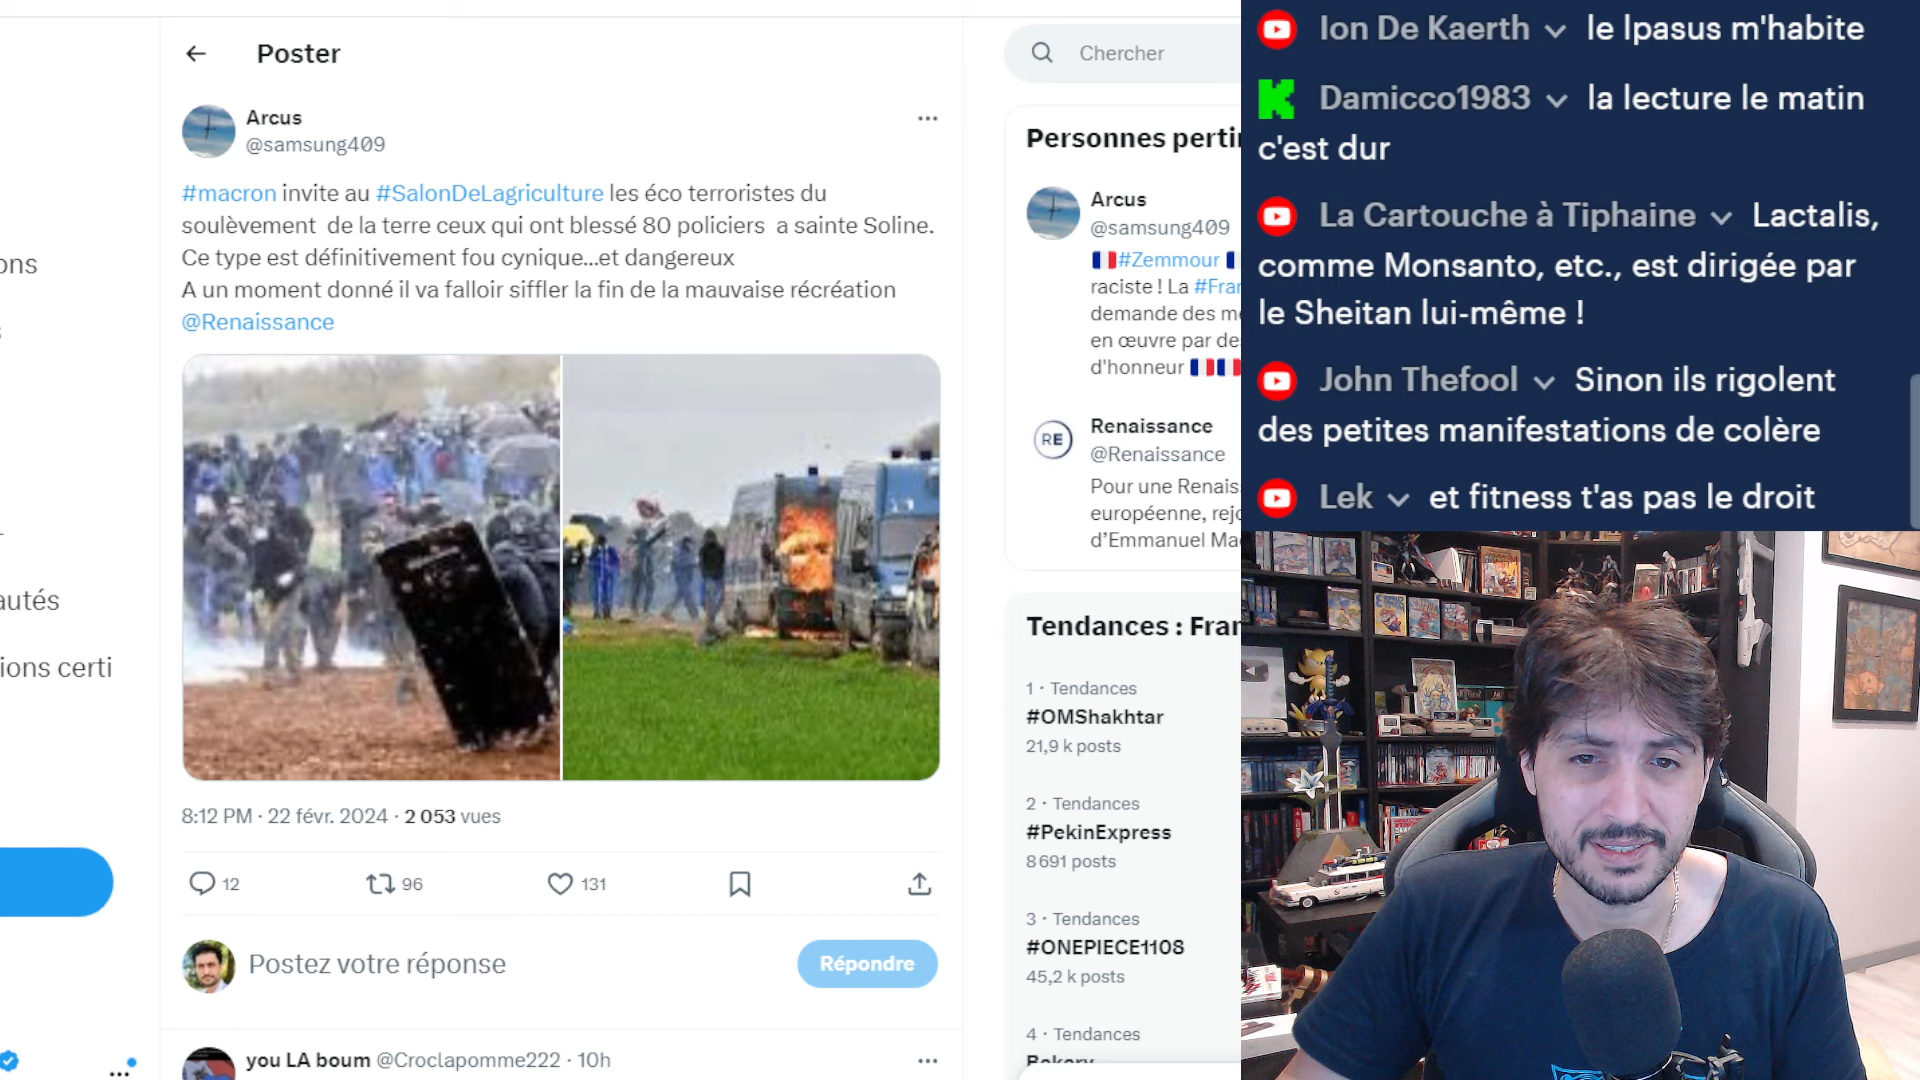 Poster
Arcus
@samsung409
#macron invite au #SalonDeLagriculture les éco terroristes du
soulèvement de la terre ceux qui ont blessé 80 policiers a sainte Soline.
Ce type est définitivement fou cynique...et dangereux
A un moment donné il va falloir siffler la fin de la mauvaise récréation
@Renaissance
8:12 PM · 22 févr. 2024 · 2 053 vues
12
96
131
Postez votre réponse
Répondre
you LA boum @Croclapomme222 · 10h
ons
autés
ions certi
Chercher
Personnes perti
Arcus
@samsung409
#Zemmour
raciste ! La #Fran
demande des me
en œuvre par de
d'honneur
RE
Renaissance
@Renaissance
Pour une Renais
européenne, rejo
d'Emmanuel Ma
Tendances : Fran
1 · Tendances
#OMShakhtar
21,9 k posts
2 · Tendances
#PekinExpress
8 691 posts
3 · Tendances
#ONEPIECE1108
45,2 k posts
4 · Tendances
Ion De Kaerth le lpasus m'habite
Damicco1983 la lecture le matin
c'est dur
La Cartouche à Tiphaine Lactalis,
comme Monsanto, etc., est dirigée par
le Sheitan lui-même !
John Thefool Sinon ils rigolent
des petites manifestations de colère
Lek et fitness t'as pas le droit